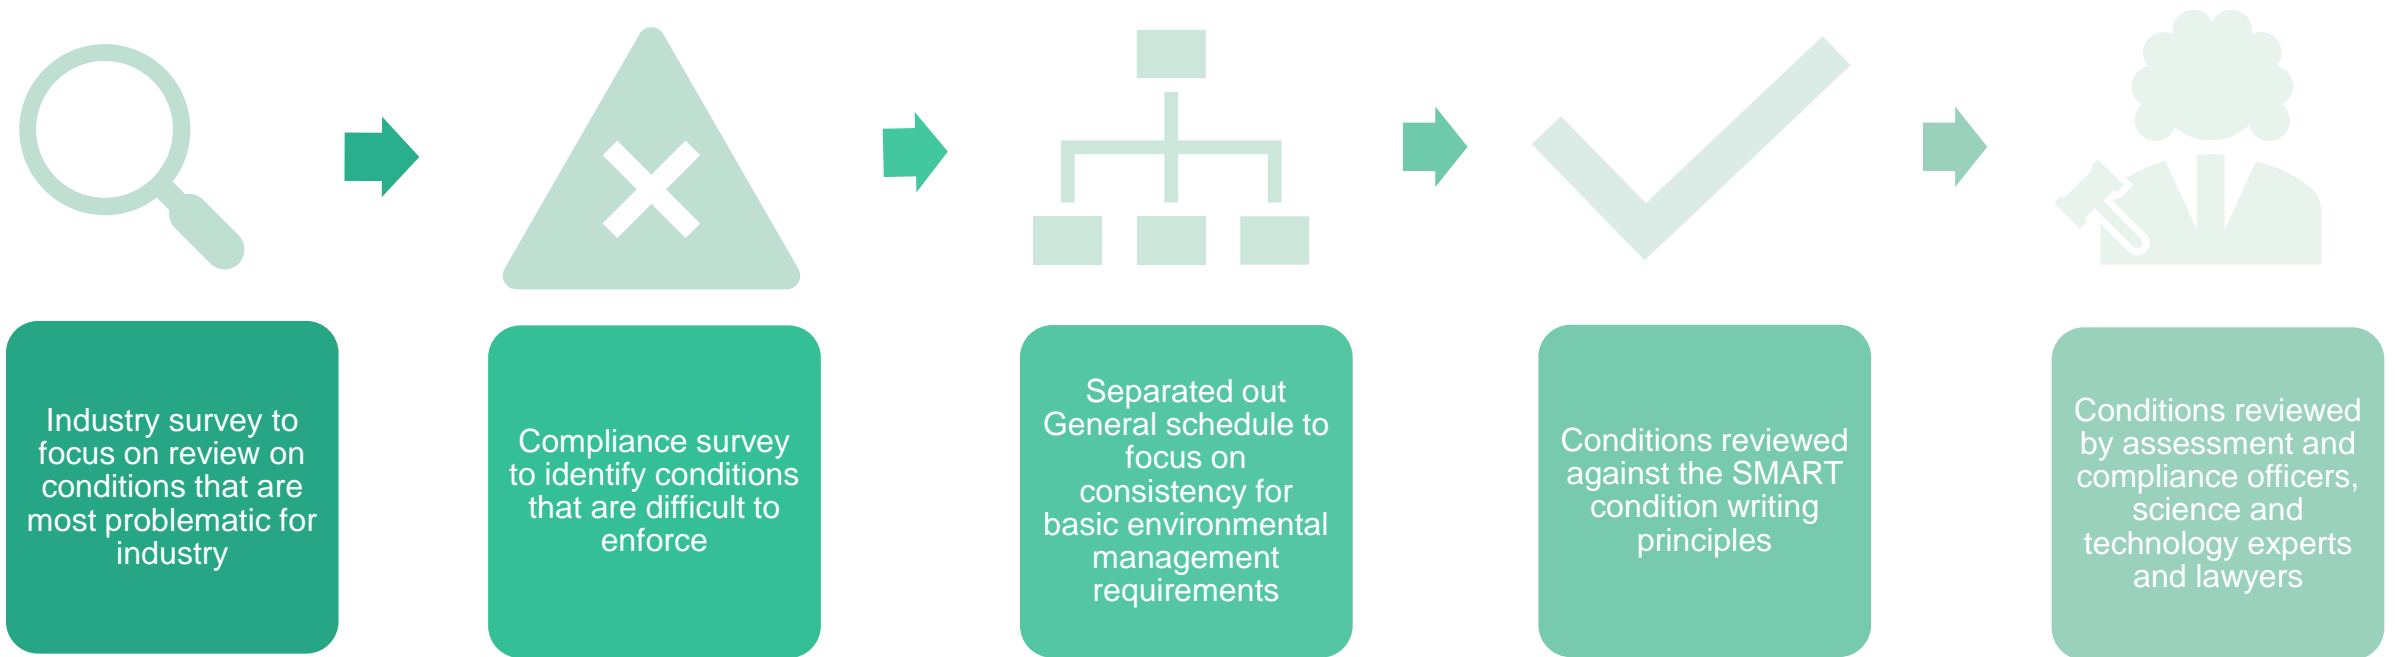 Industry survey to
focus on review on
conditions that are
most problematic for
industry
Compliance survey
to identify conditions
that are difficult to
enforce
Separated out
General schedule to
focus on
consistency for
basic environmental
management
requirements
Conditions reviewed
against the SMART
condition writing
principles
Conditions reviewed
by assessment and
compliance officers,
science and
technology experts
and lawyers